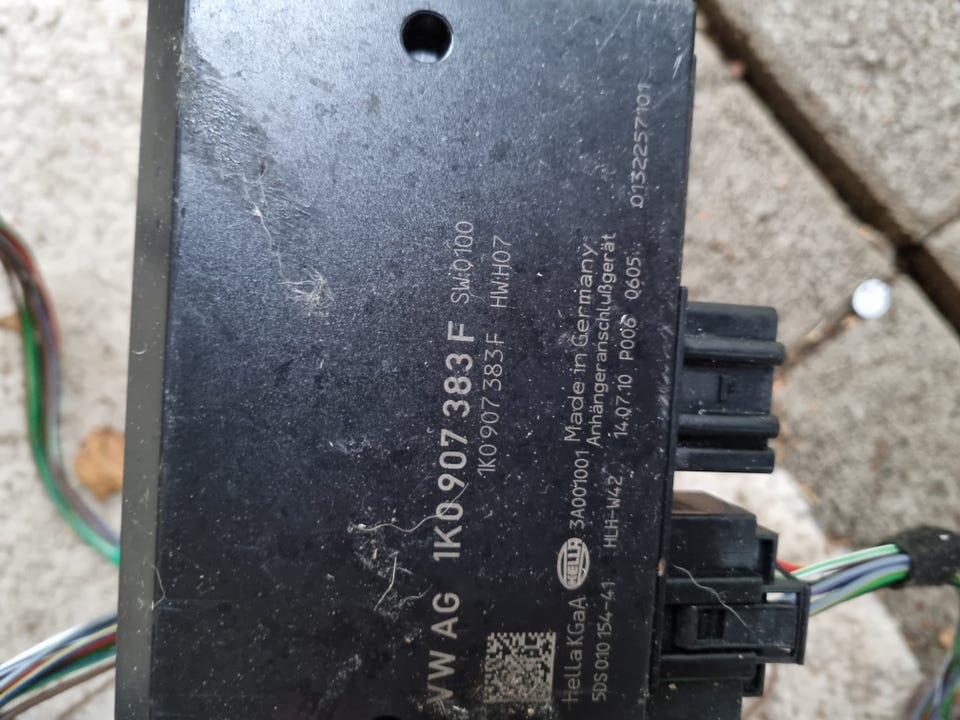 VW AG 1K0 907 383 F SW:0100
1K0 907 383 F HW:H07
Hella KGaA HELLA 3A001001 Made in Germany
Anhängeranschlußgerät
5DS 010 154-41 HLH-W42 14.07.10 P006 0605: 0132257101